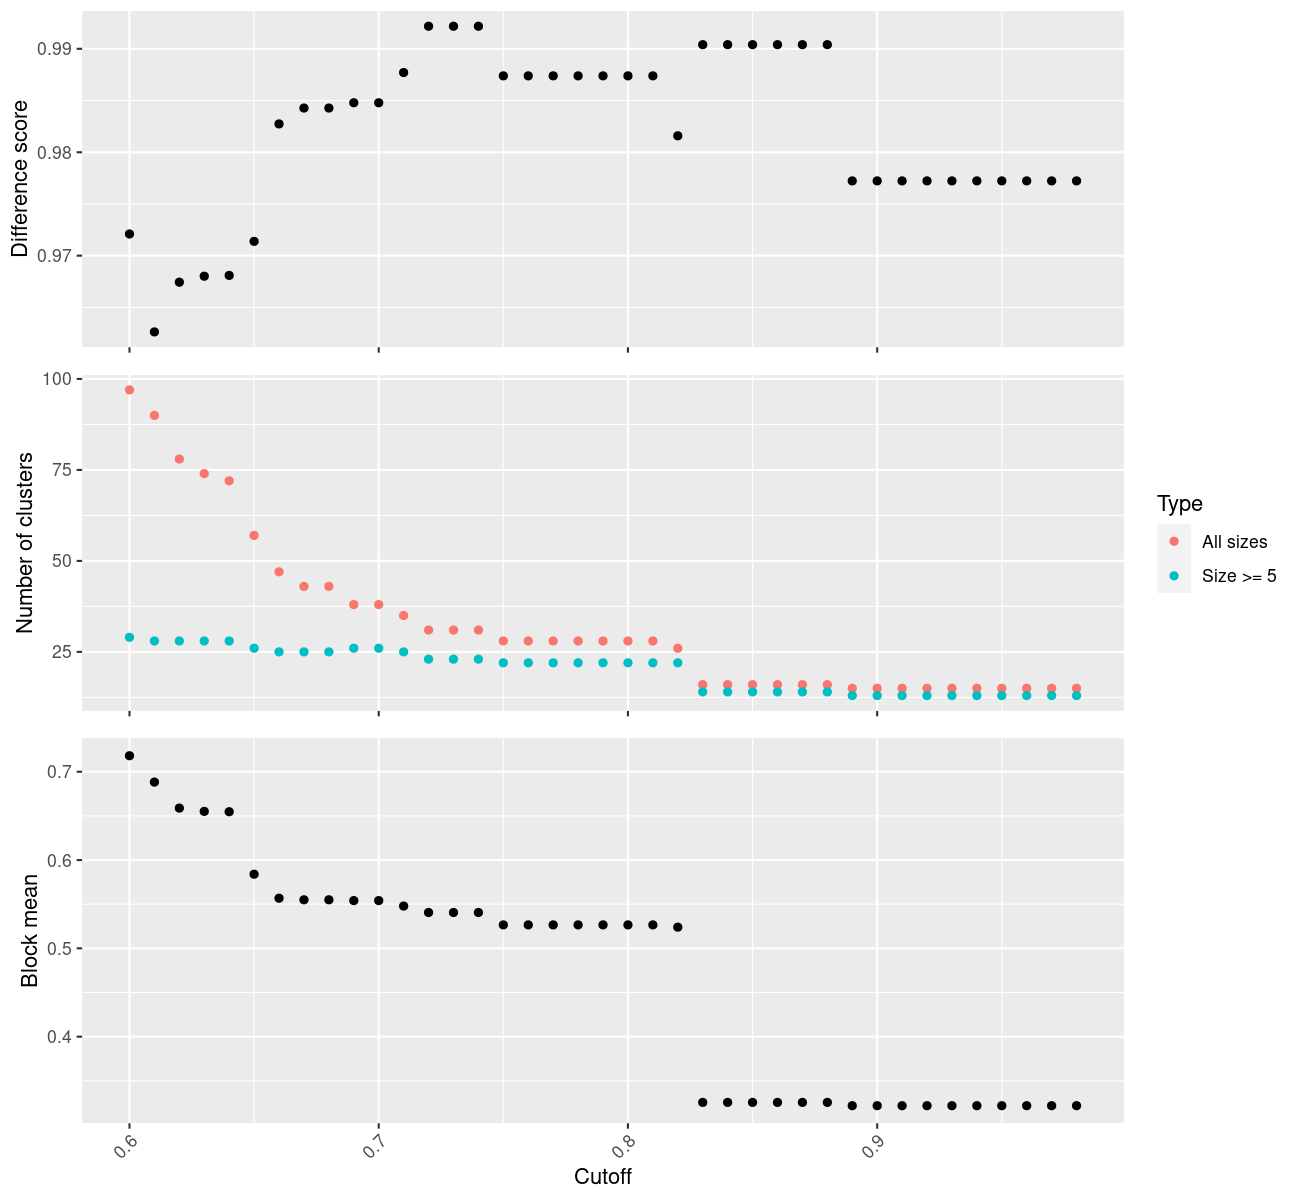 Difference score
0.99
0.98
0.97
Number of clusters
100
75
50
25
Type
All sizes
Size >= 5
Block mean
0.7
0.6
0.5
0.4
0.6 0.7 0.8 0.9
Cutoff